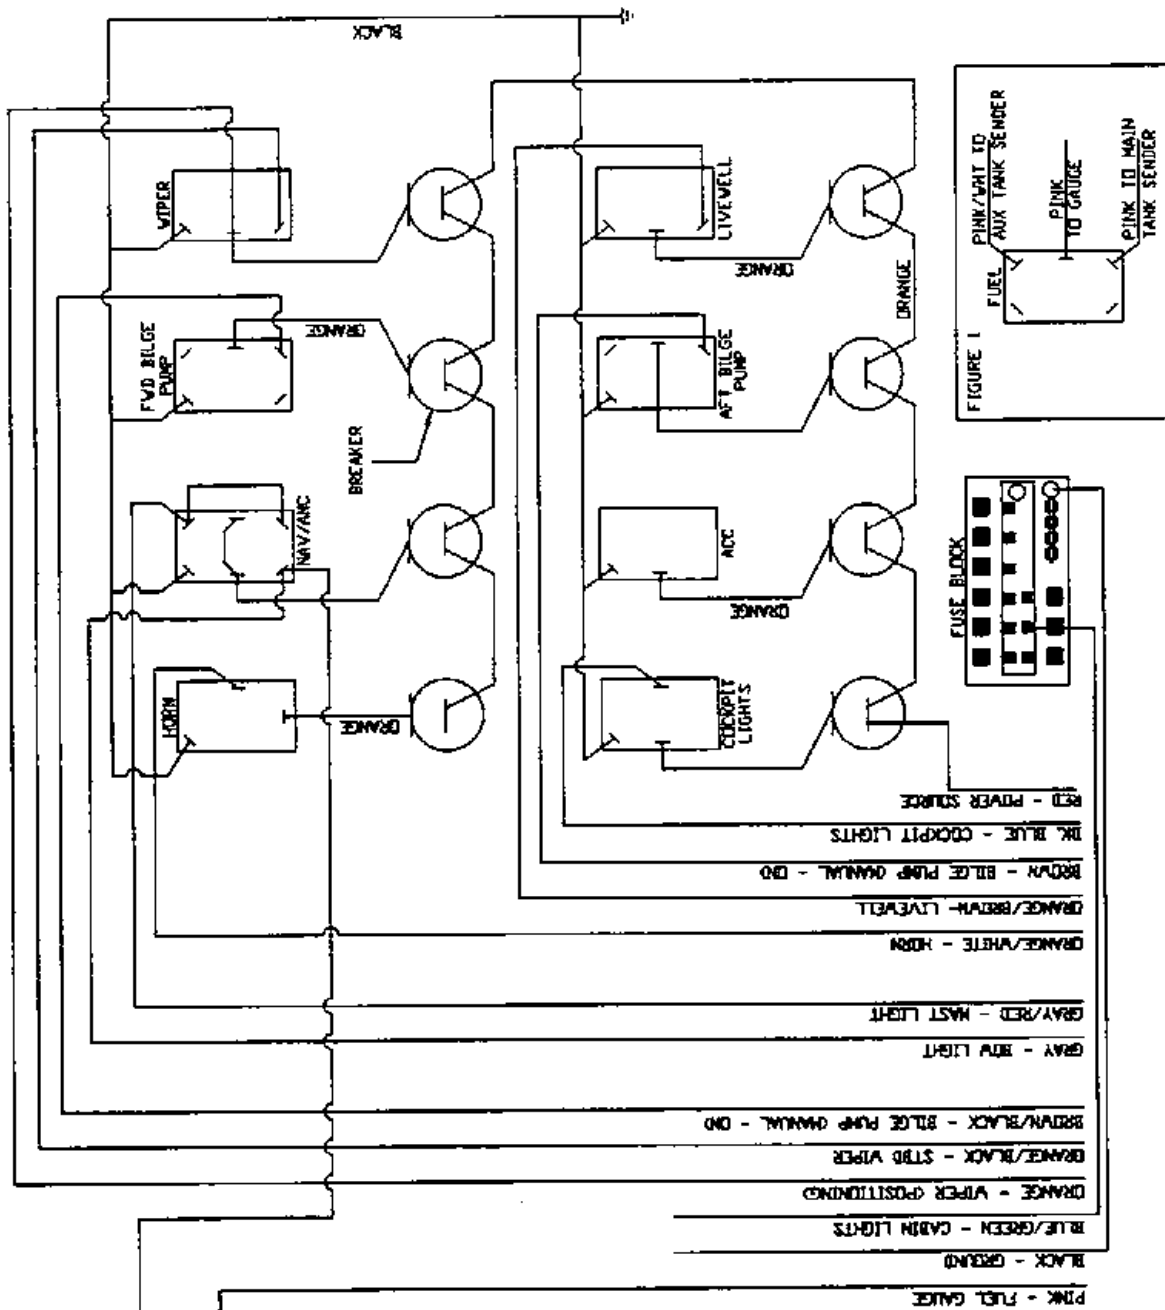 BLACK
WIPER
LIVEWELL
ORANGE
ORANGE
FWD BILGE
PUMP
ORANGE
AFT BILGE
PUMP
BREAKER
NAV/ANC
ACC
ORANGE
HORN
ORANGE
COCKPIT
LIGHTS
FIGURE 1
FUEL
PINK/WHT TO
AUX TANK SENDER
PINK
TO GAUGE
PINK TO MAIN
TANK SENDER
FUSE BLOCK
RED - POWER SOURCE
DK BLUE - COCKPIT LIGHTS
BROWN - BILGE PUMP (MANUAL - ON)
ORANGE/BROWN- LIVEWELL
ORANGE/WHITE - HORN
GRAY/RED - MAST LIGHT
GRAY - BOW LIGHT
BROWN/BLACK - BILGE PUMP (MANUAL - ON)
ORANGE/BLACK - STBD WIPER
ORANGE - WIPER (POSITIONING)
BLUE/GREEN - CABIN LIGHTS
BLACK - GROUND
PINK - FUEL GAUGE